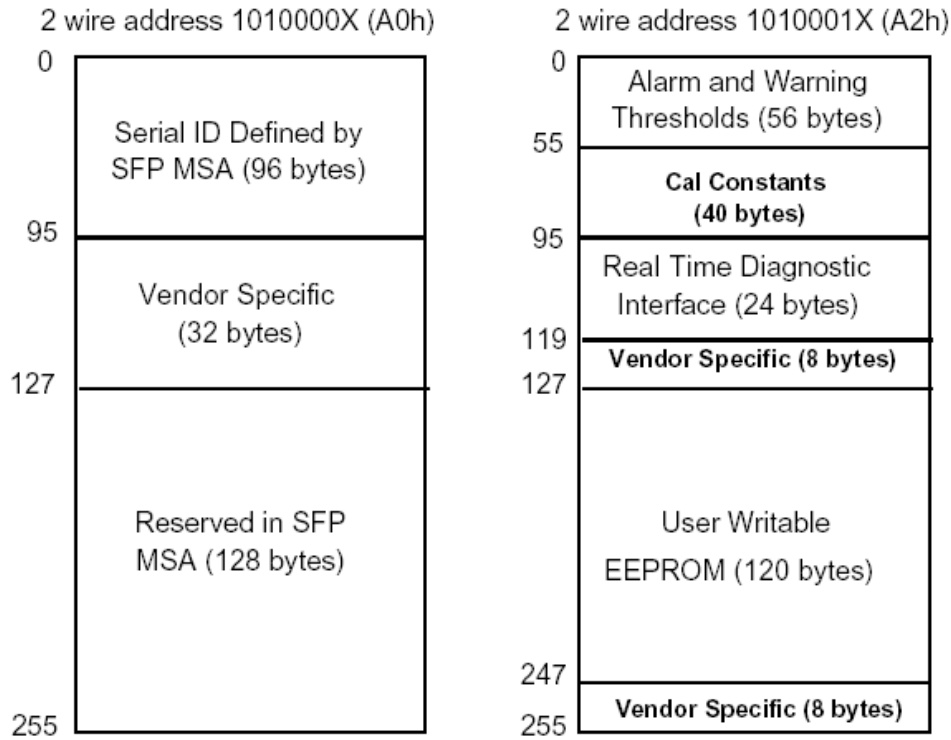 2 wire address 1010000X (A0h)
0
Serial ID Defined by
SFP MSA (96 bytes)
95
Vendor Specific
(32 bytes)
127
Reserved in SFP
MSA (128 bytes)
255
2 wire address 1010001X (A2h)
0
Alarm and Warning
Thresholds (56 bytes)
55
Cal Constants
(40 bytes)
95
Real Time Diagnostic
Interface (24 bytes)
119
Vendor Specific (8 bytes)
127
User Writable
EEPROM (120 bytes)
247
Vendor Specific (8 bytes)
255